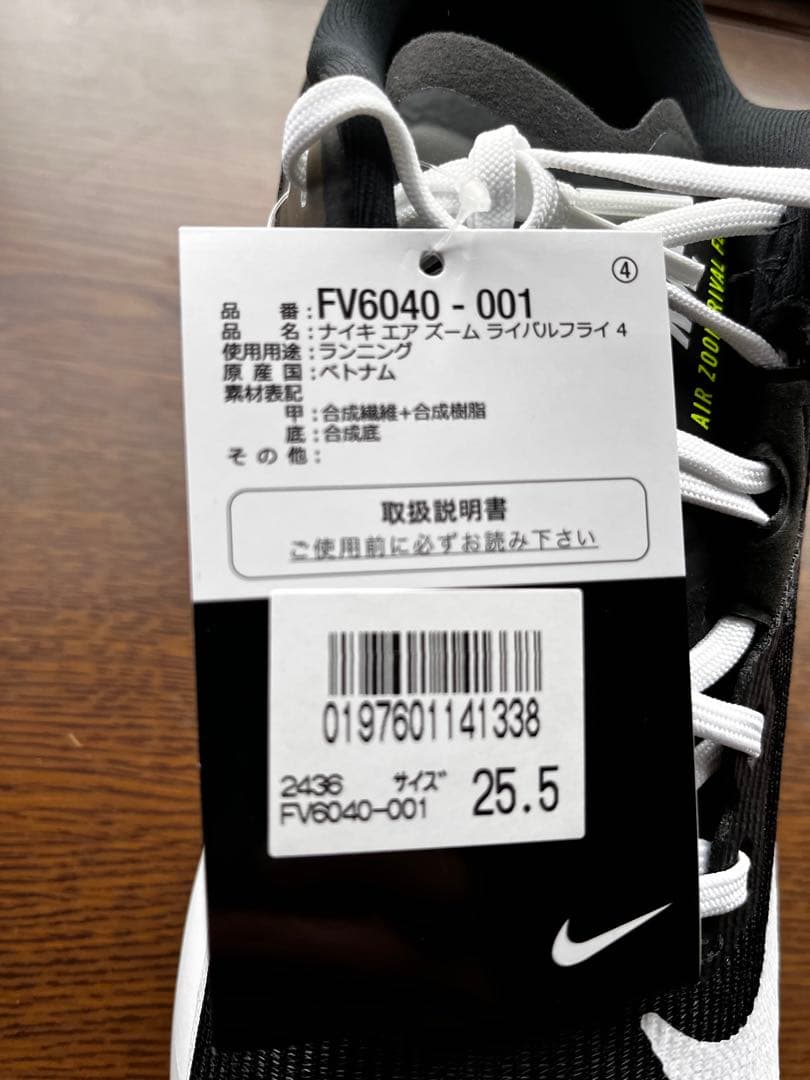 ④
品 番:FV6040 - 001
品 名:ナイキ エア ズーム ライバルフライ 4
使用用途:ランニング
原 産 国:ベトナム
素材表記
甲:合成繊維+合成樹脂
底:合成底
そ の 他:
取扱説明書
ご使用前に必ずお読み下さい
0197601141338
2436 サイズ 25.5
FV6040-001
AIR ZOOM RIVAL